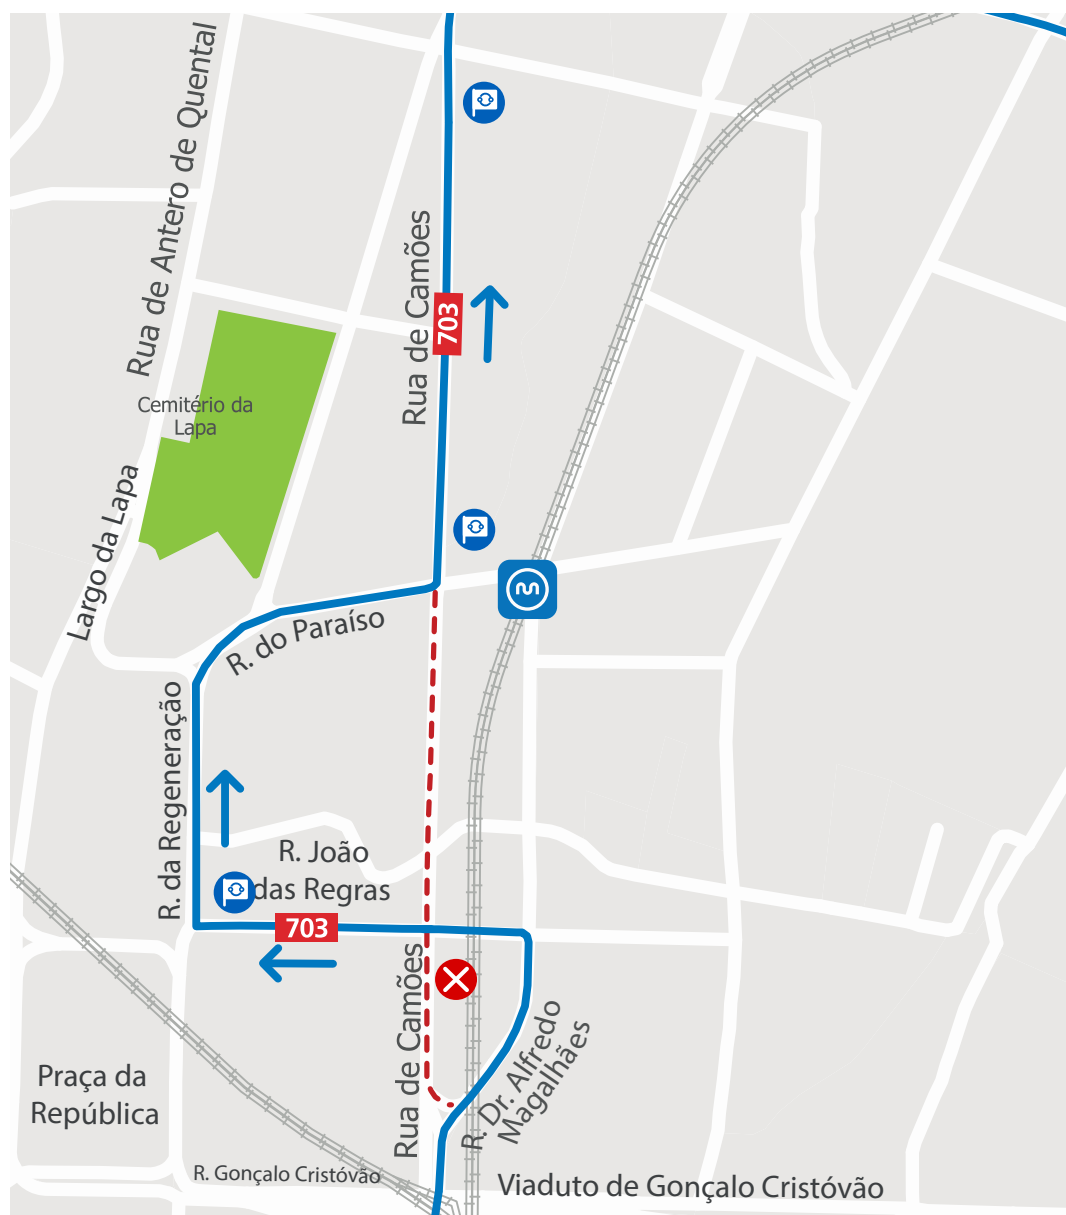 Rua de Antero de Quental
Rua de Camões
703
Cemitério da
Lapa
Largo da Lapa
R. do Paraíso
R. da Regeneração
R. João
das Regras
703
Rua de Camões
R. Dr. Alfredo
Magalhães
Praça da
República
R. Gonçalo Cristóvão
Viaduto de Gonçalo Cristóvão